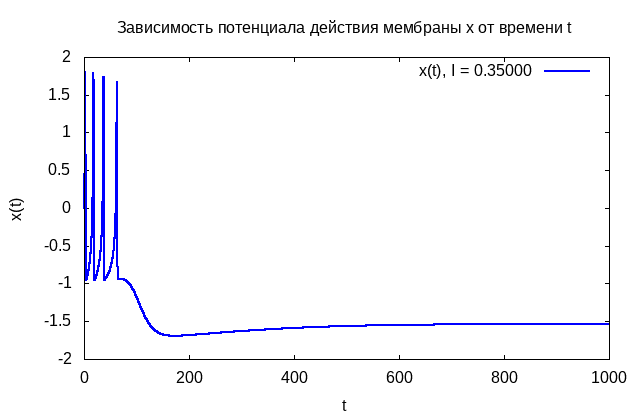 Зависимость потенциала действия мембраны x от времени t
x(t), I = 0.35000
2
1.5
1
0.5
0
-0.5
-1
-1.5
-2
x(t)
0 200 400 600 800 1000
t